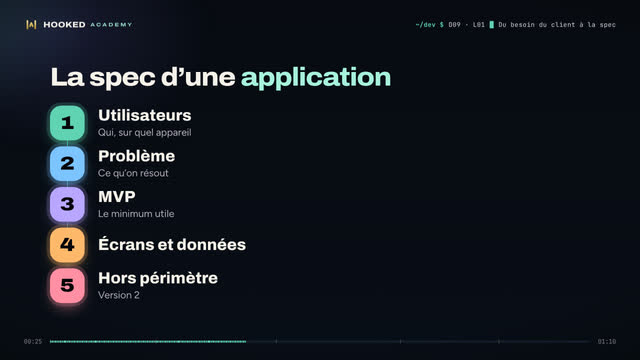 HOOKED ACADEMY
~/dev $ D09 · L01 Du besoin du client à la spec
La spec d’une application
1
Utilisateurs
Qui, sur quel appareil
2
Problème
Ce qu’on résout
3
MVP
Le minimum utile
4
Écrans et données
5
Hors périmètre
Version 2
00:25
01:10